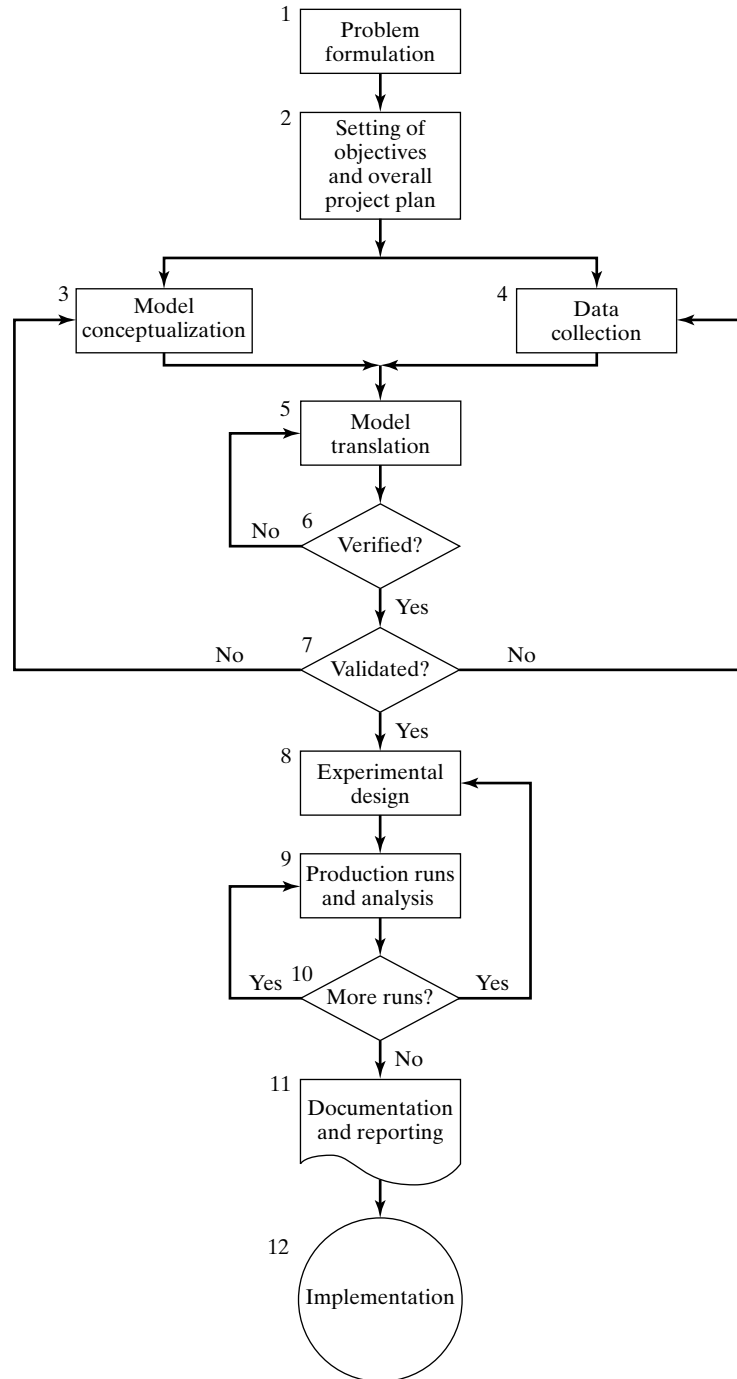 1
Problem
formulation
2
Setting of
objectives
and overall
project plan
3
Model
conceptualization
4
Data
collection
5
Model
translation
6
No
Verified?
Yes
7
No
Validated?
No
Yes
8
Experimental
design
9
Production runs
and analysis
10
Yes
More runs?
Yes
No
11
Documentation
and reporting
12
Implementation